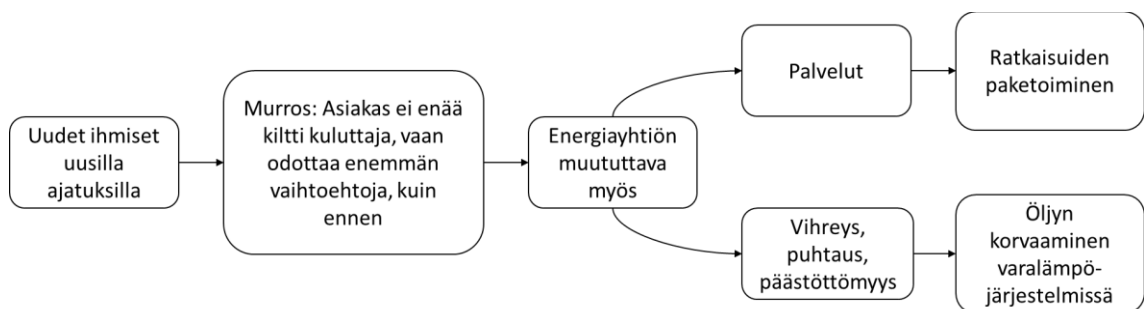 Uudet ihmiset
uusilla
ajatuksilla
Murros: Asiakas ei enää
kiltti kuluttaja, vaan
odottaa enemmän
vaihtoehtoja, kuin
ennen
Energiayhtiön
muututtava
myös
Palvelut
Ratkaisuiden
paketoiminen
Vihreys,
puhtaus,
päästöttömyys
Öljyn
korvaaminen
varalämpö-
järjestelmissä